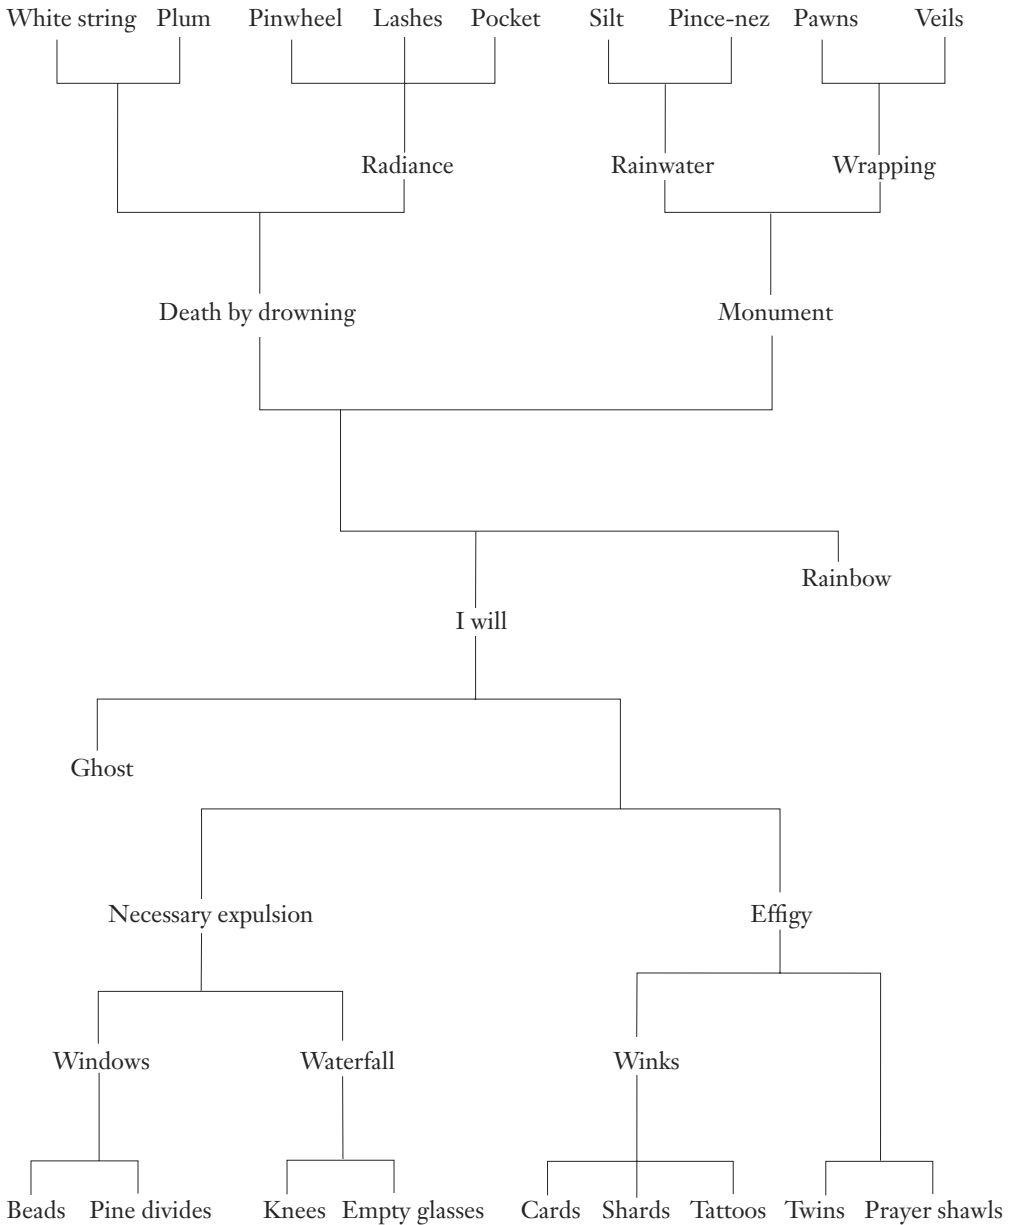 White string Plum Pinwheel Lashes Pocket Silt Pince-nez Pawns Veils
Radiance Rainwater Wrapping
Death by drowning Monument
Rainbow
I will
Ghost
Necessary expulsion Effigy
Windows Waterfall Winks
Beads Pine divides Knees Empty glasses Cards Shards Tattoos Twins Prayer shawls